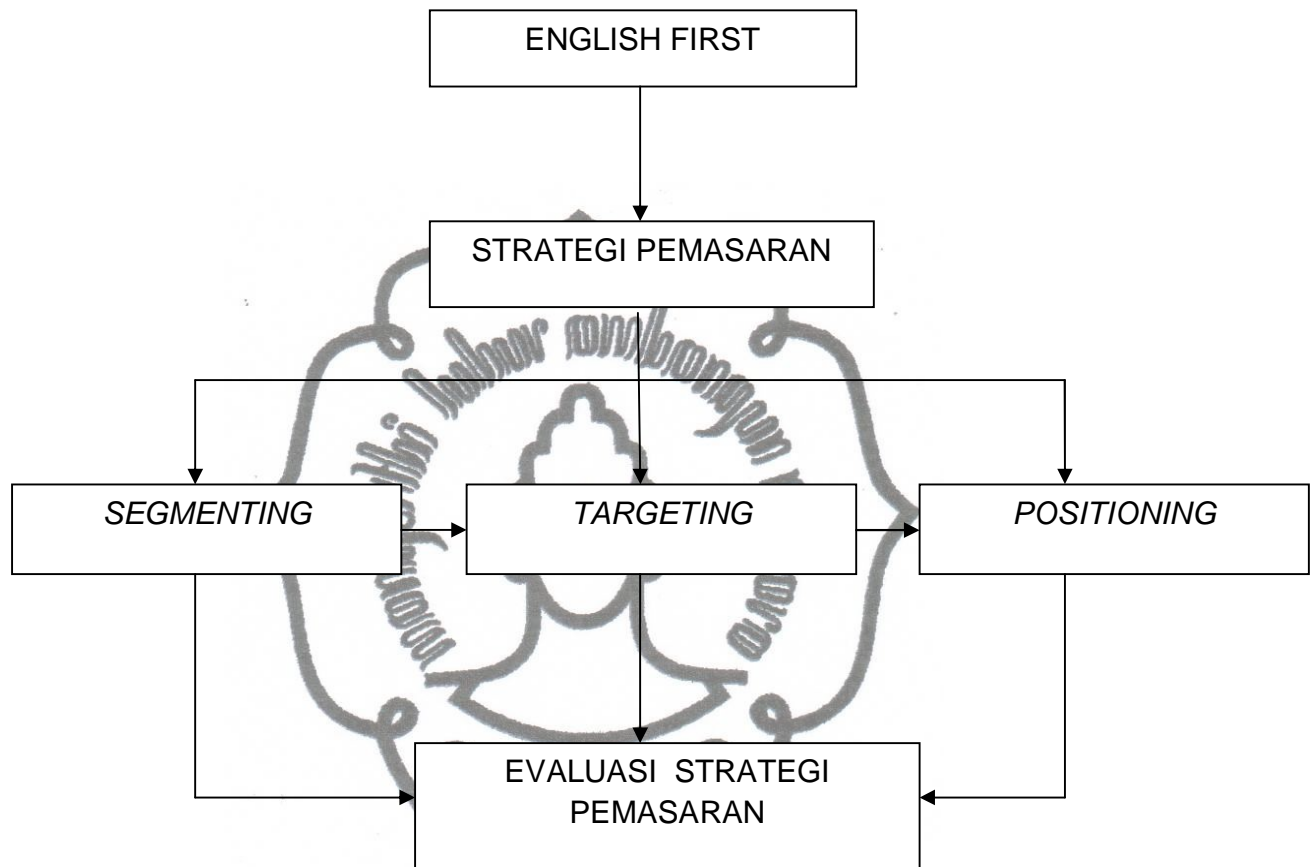 ENGLISH FIRST
STRATEGI PEMASARAN
SEGMENTING
TARGETING
POSITIONING
EVALUASI STRATEGI
PEMASARAN